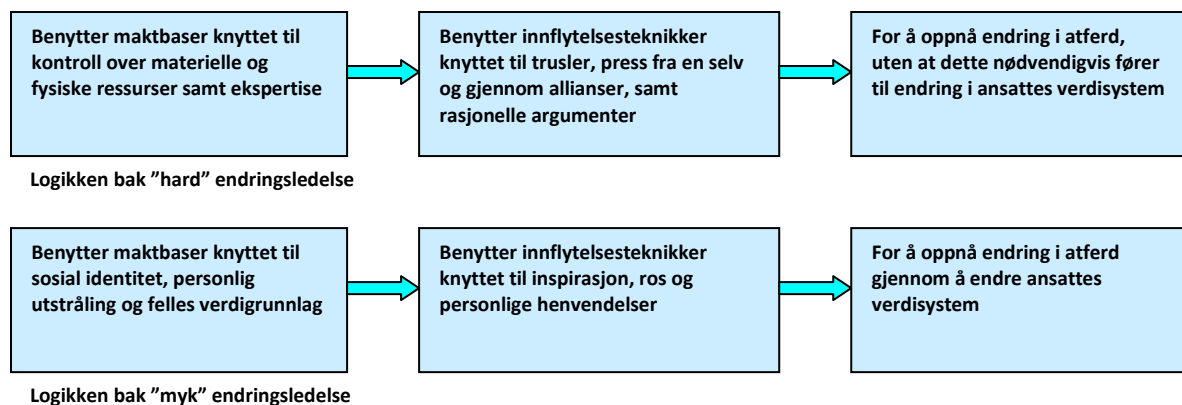 Benytter maktbaser knyttet til
kontroll over materielle og
fysiske ressurser samt ekspertise
Benytter innflytelsesteknikker
knyttet til trusler, press fra en selv
og gjennom allianser, samt
rasjonelle argumenter
For å oppnå endring i atferd,
uten at dette nødvendigvis fører
til endring i ansattes verdisystem
Logikken bak ”hard” endringsledelse
Benytter maktbaser knyttet til
sosial identitet, personlig
utstråling og felles verdigrunnlag
Benytter innflytelsesteknikker
knyttet til inspirasjon, ros og
personlige henvendelser
For å oppnå endring i atferd
gjennom å endre ansattes
verdisystem
Logikken bak ”myk” endringsledelse